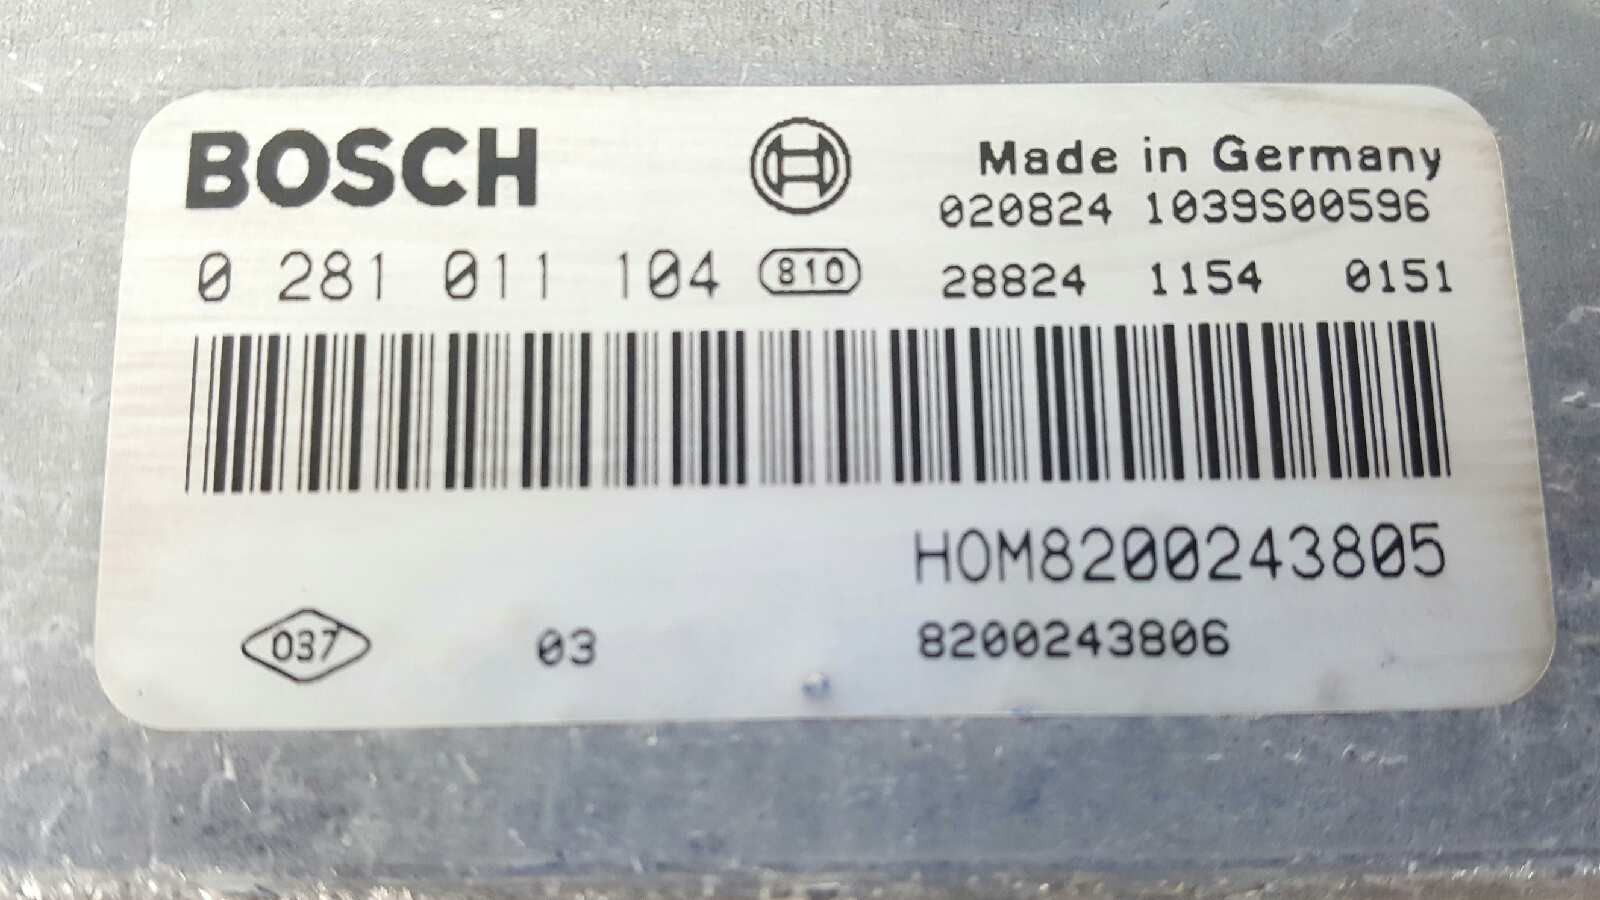 BOSCH
Made in Germany
020824 1039S00596
0 281 011 104 810 28824 1154 0151
HOM8200243805
037 03 8200243806